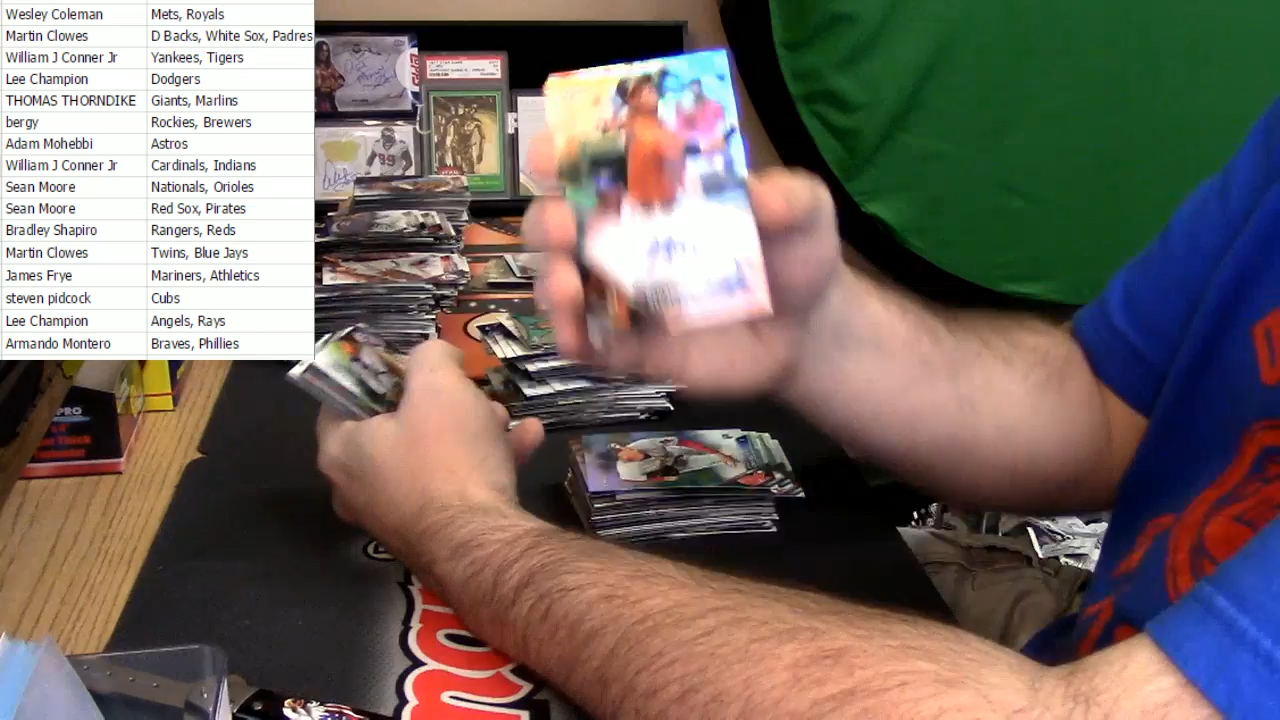 Wesley Coleman Mets, Royals
Martin Clowes D Backs, White Sox, Padres
William J Conner Jr Yankees, Tigers
Lee Champion Dodgers
THOMAS THORNDIKE Giants, Marlins
bergy Rockies, Brewers
Adam Mohebbi Astros
William J Conner Jr Cardinals, Indians
Sean Moore Nationals, Orioles
Sean Moore Red Sox, Pirates
Bradley Shapiro Rangers, Reds
Martin Clowes Twins, Blue Jays
James Frye Mariners, Athletics
steven pidcock Cubs
Lee Champion Angels, Rays
Armando Montero Braves, Phillies
99
PRO
Thick